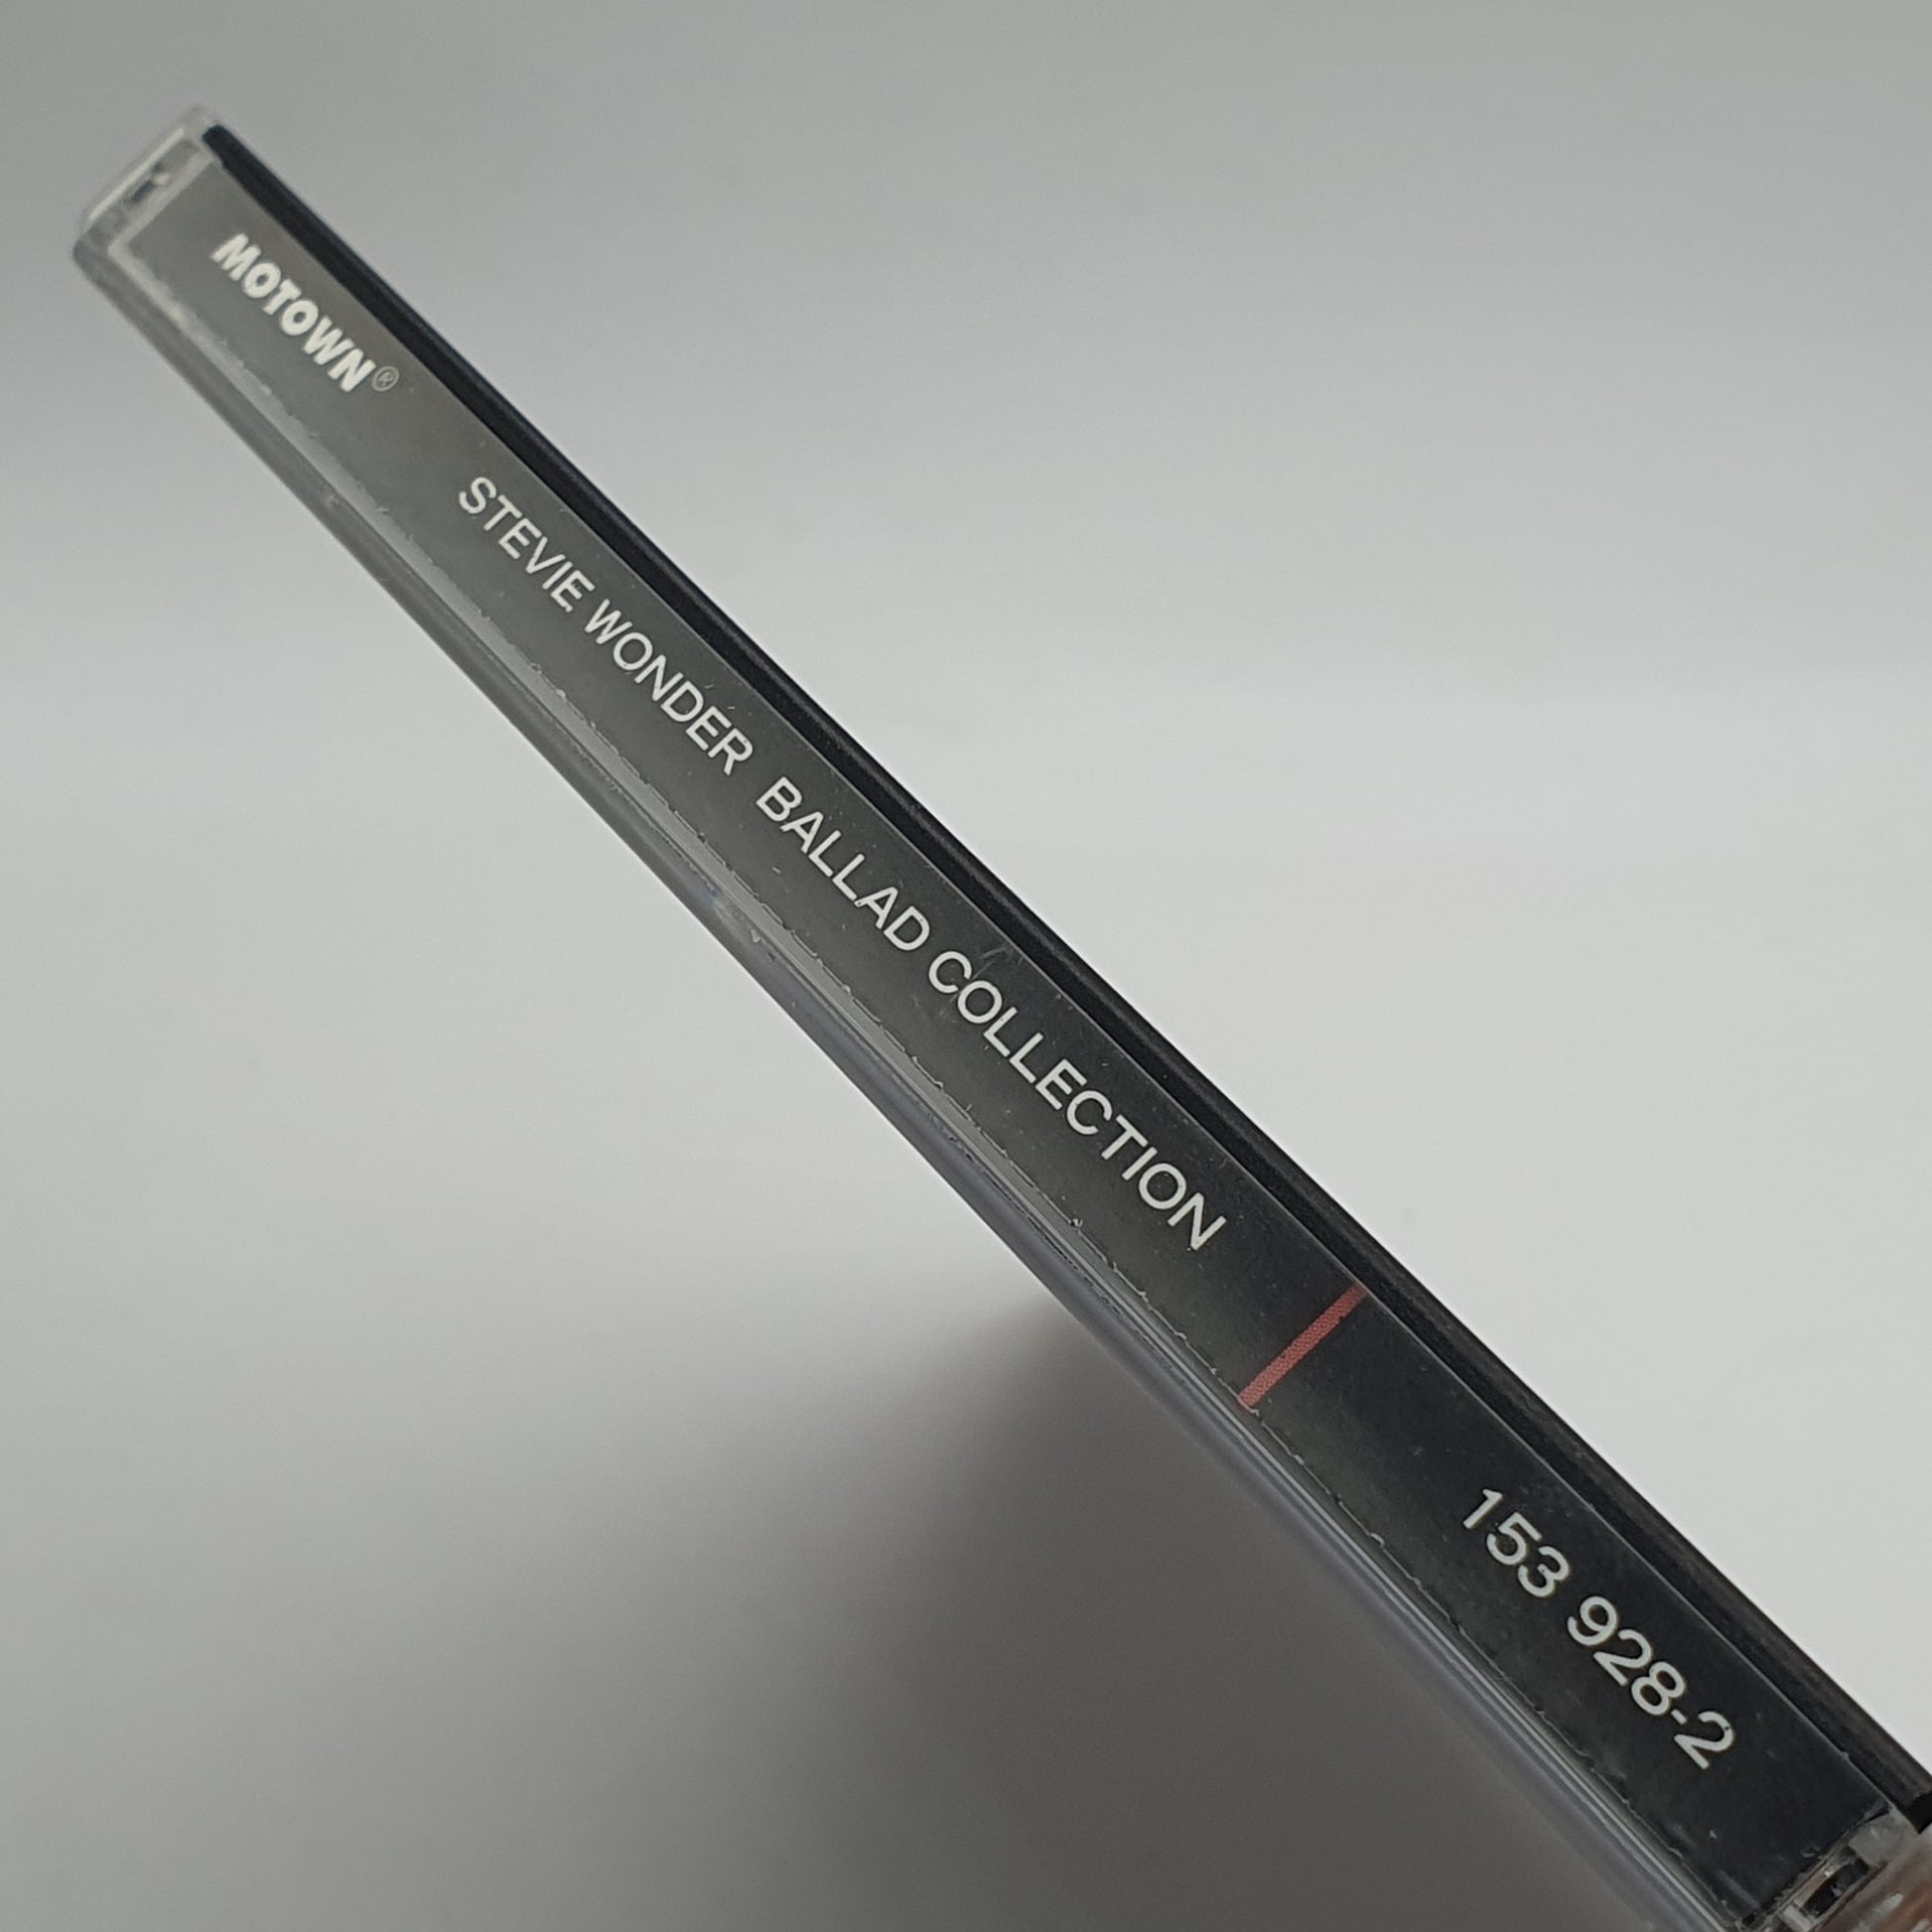 MOTOWN®
STEVIE WONDER BALLAD COLLECTION
153 928-2